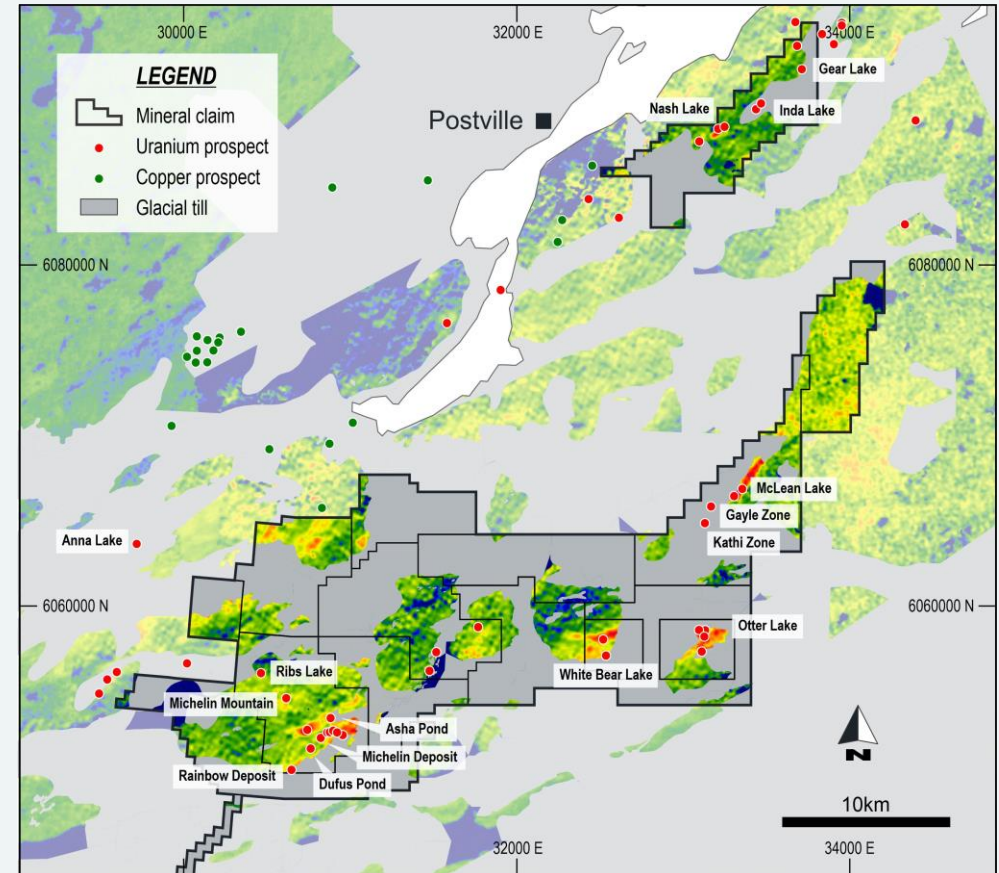 30000 E
32000 E
34000 E
LEGEND
Mineral claim
Uranium prospect
Copper prospect
Glacial till
Postville
Gear Lake
Nash Lake
Inda Lake
6080000 N
6080000 N
McLean Lake
Gayle Zone
Kathi Zone
Anna Lake
6060000 N
6060000 N
Otter Lake
Ribs Lake
White Bear Lake
Michelin Mountain
Asha Pond
Michelin Deposit
Rainbow Deposit
Dufus Pond
N
10km
32000 E
34000 E